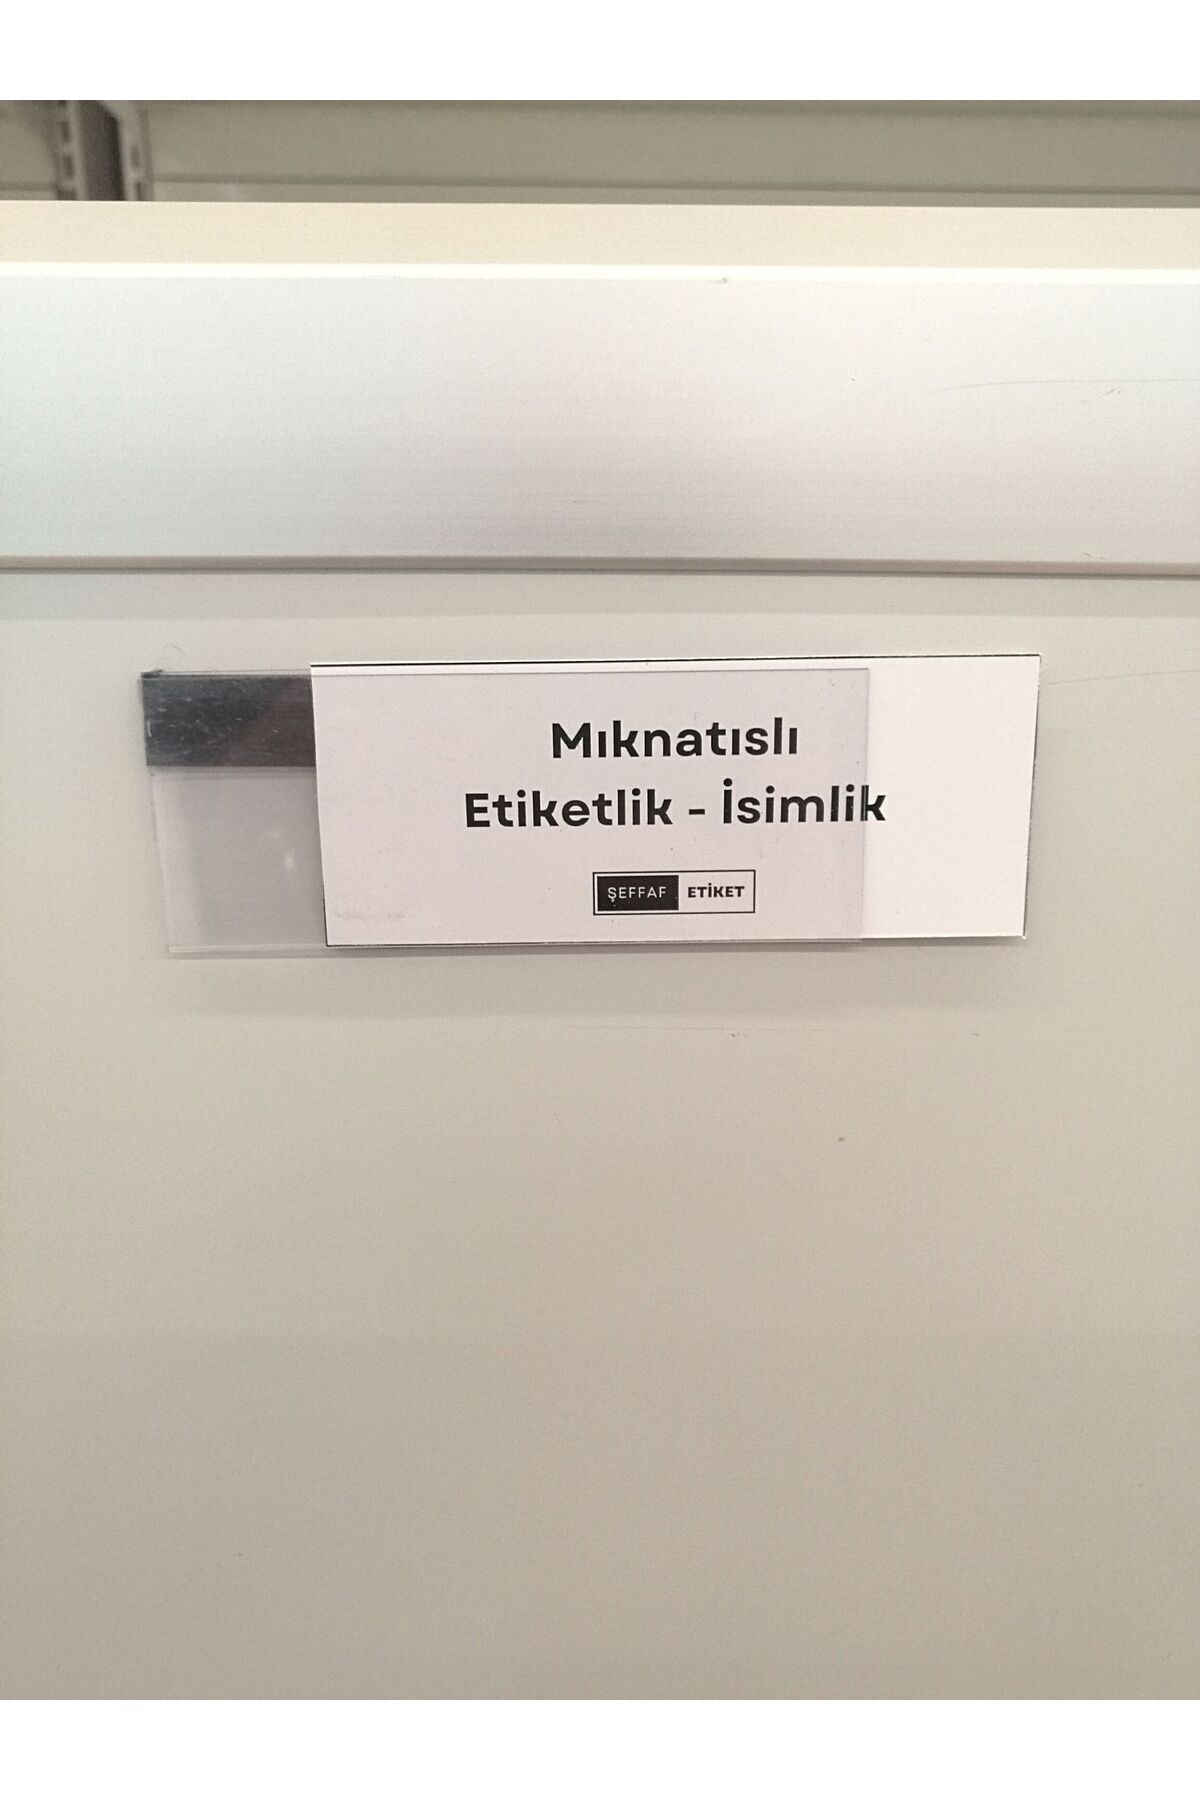 Mıknatıslı
Etiketlik - İsimlik
ŞEFFAF ETİKET